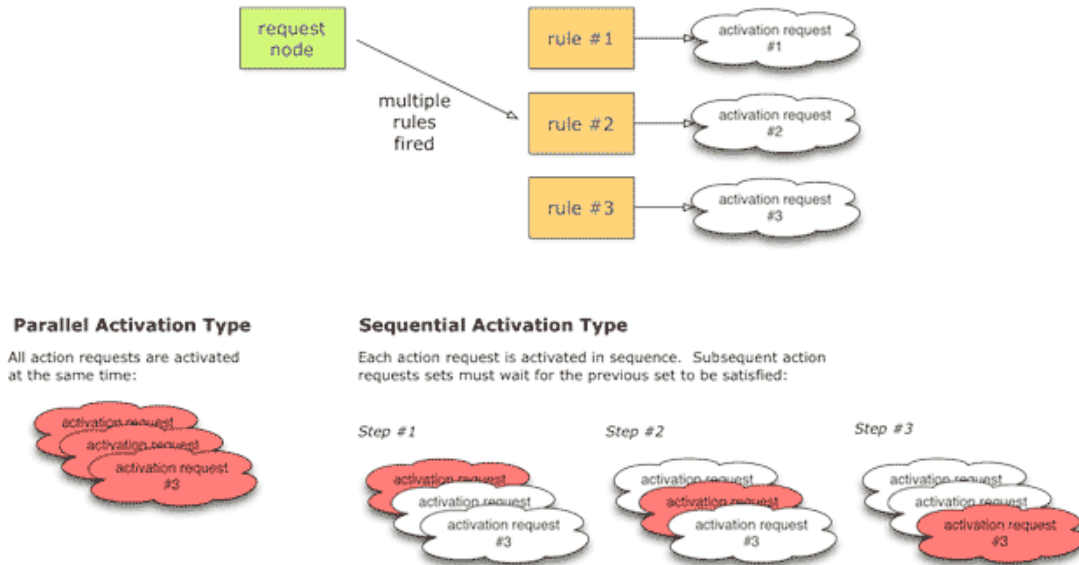 request
node
multiple
rules
fired
rule #1
activation request
#1
rule #2
activation request
#2
rule #3
activation request
#3
Parallel Activation Type
All action requests are activated
at the same time:
activation request
activation request
activation request
#3
Sequential Activation Type
Each action request is activated in sequence. Subsequent action
requests sets must wait for the previous set to be satisfied:
Step #1
activation request
activation request
activation request
#3
Step #2
activation request
activation request
activation request
#3
Step #3
activation request
activation request
activation request
#3